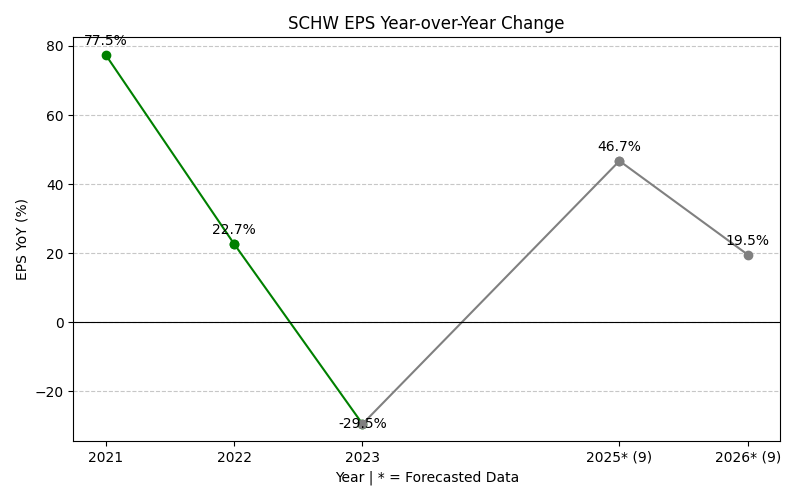 SCHW EPS Year-over-Year Change
77.5%
80
60
46.7%
40
22.7%
19.5%
20
0
−20
-29.5%
EPS YoY (%)
2021 2022 2023 2025* (9) 2026* (9)
Year | * = Forecasted Data